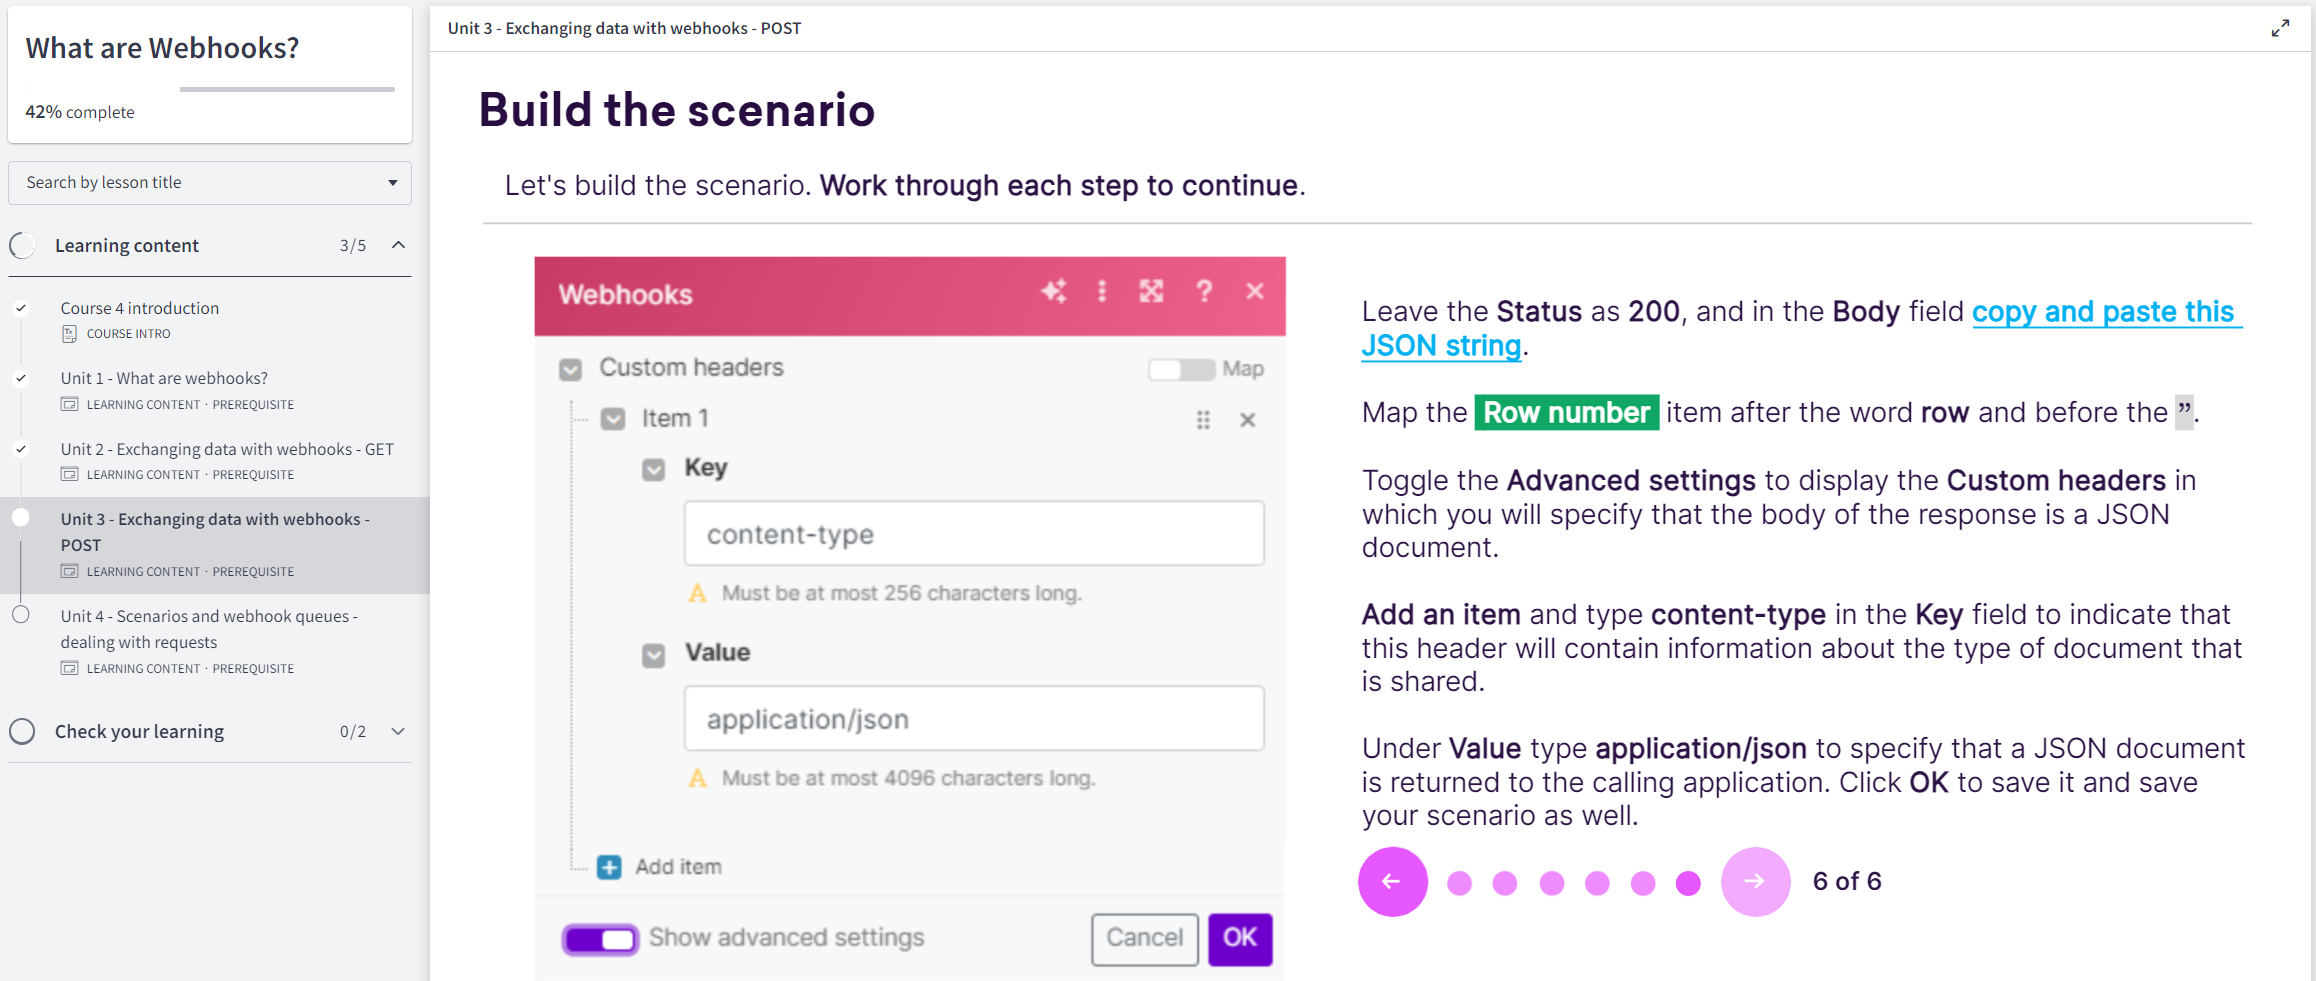 What are Webhooks?
42% complete
Search by lesson title
Learning content 3/5
Course 4 introduction
COURSE INTRO
Unit 1 - What are webhooks?
LEARNING CONTENT · PREREQUISITE
Unit 2 - Exchanging data with webhooks - GET
LEARNING CONTENT · PREREQUISITE
Unit 3 - Exchanging data with webhooks -
POST
LEARNING CONTENT · PREREQUISITE
Unit 4 - Scenarios and webhook queues -
dealing with requests
LEARNING CONTENT · PREREQUISITE
Check your learning 0/2
Unit 3 - Exchanging data with webhooks - POST
Build the scenario
Let's build the scenario. Work through each step to continue.
Webhooks
Custom headers Map
Item 1
Key
content-type
Must be at most 256 characters long.
Value
application/json
Must be at most 4096 characters long.
Add item
Show advanced settings Cancel OK
Leave the Status as 200, and in the Body field copy and paste this
JSON string.
Map the Row number item after the word row and before the ”.
Toggle the Advanced settings to display the Custom headers in
which you will specify that the body of the response is a JSON
document.
Add an item and type content-type in the Key field to indicate that
this header will contain information about the type of document that
is shared.
Under Value type application/json to specify that a JSON document
is returned to the calling application. Click OK to save it and save
your scenario as well.
6 of 6